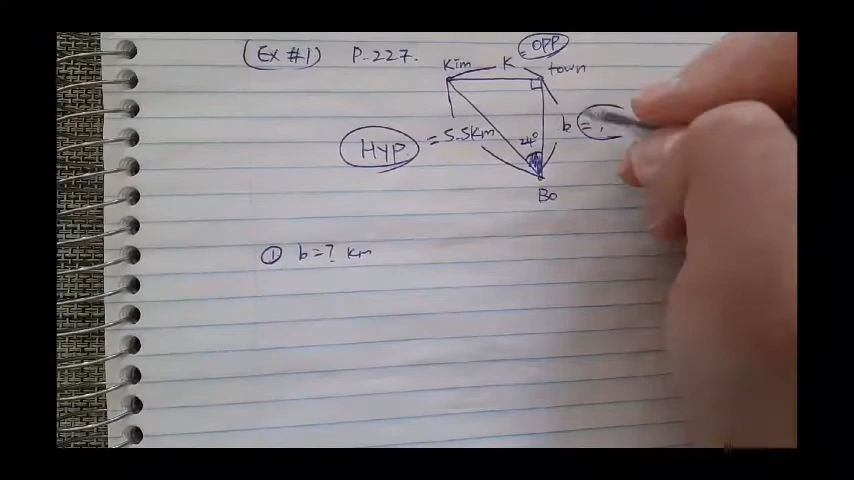 Ex #1) P-227.
= OPP
Kim K town
HYP = 5.5km 24° b = ?
Bo
① b = ? km